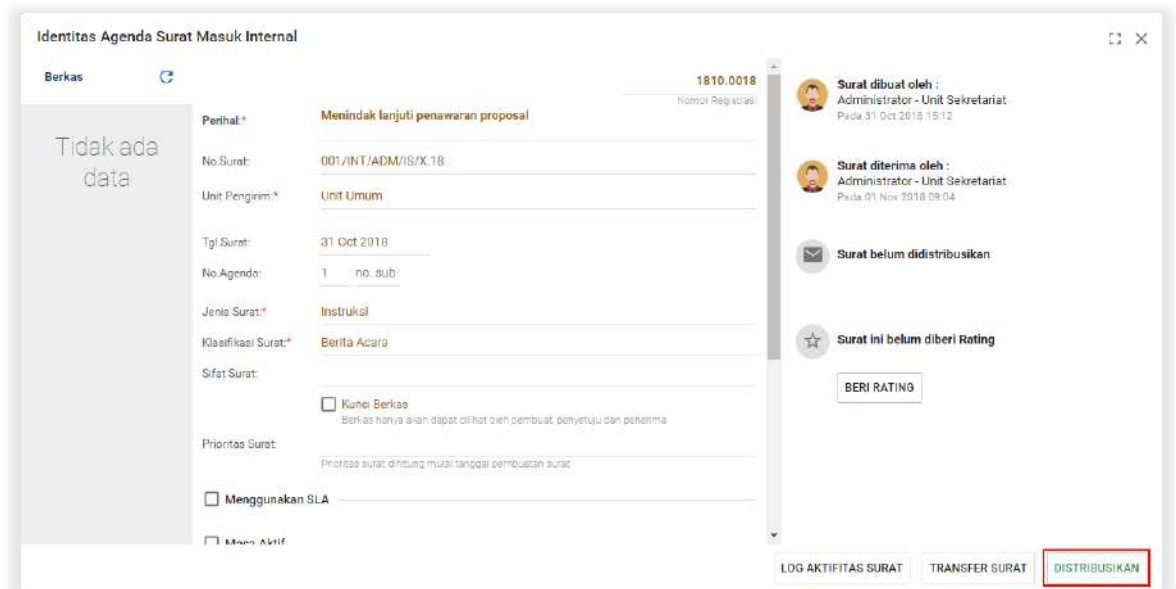 Identitas Agenda Surat Masuk Internal
Berkas
Tidak ada
data
1810.0018
Nomor Registrasi
Perihal:*
Menindak lanjuti penawaran proposal
No.Surat:
001/INT/ADM/IS/X.18
Unit Pengirim:*
Unit Umum
Tgl.Surat:
31 Oct 2018
No.Agenda:
1 no. sub
Jenis Surat:*
Instruksi
Klasifikasi Surat:*
Berita Acara
Sifat Surat:
Kunci Berkas
Berkas hanya akan dapat dilihat oleh pembuat, penyetuju dan penerima
Prioritas Surat:
Prioritas surat dihitung mulai tanggal pembuatan surat
Menggunakan SLA
Masa Aktif
Surat dibuat oleh :
Administrator - Unit Sekretariat
Pada 31 Oct 2018 15:12
Surat diterima oleh :
Administrator - Unit Sekretariat
Pada 01 Nov 2018 09:04
Surat belum didistribusikan
Surat ini belum diberi Rating
BERI RATING
LOG AKTIFITAS SURAT
TRANSFER SURAT
DISTRIBUSIKAN